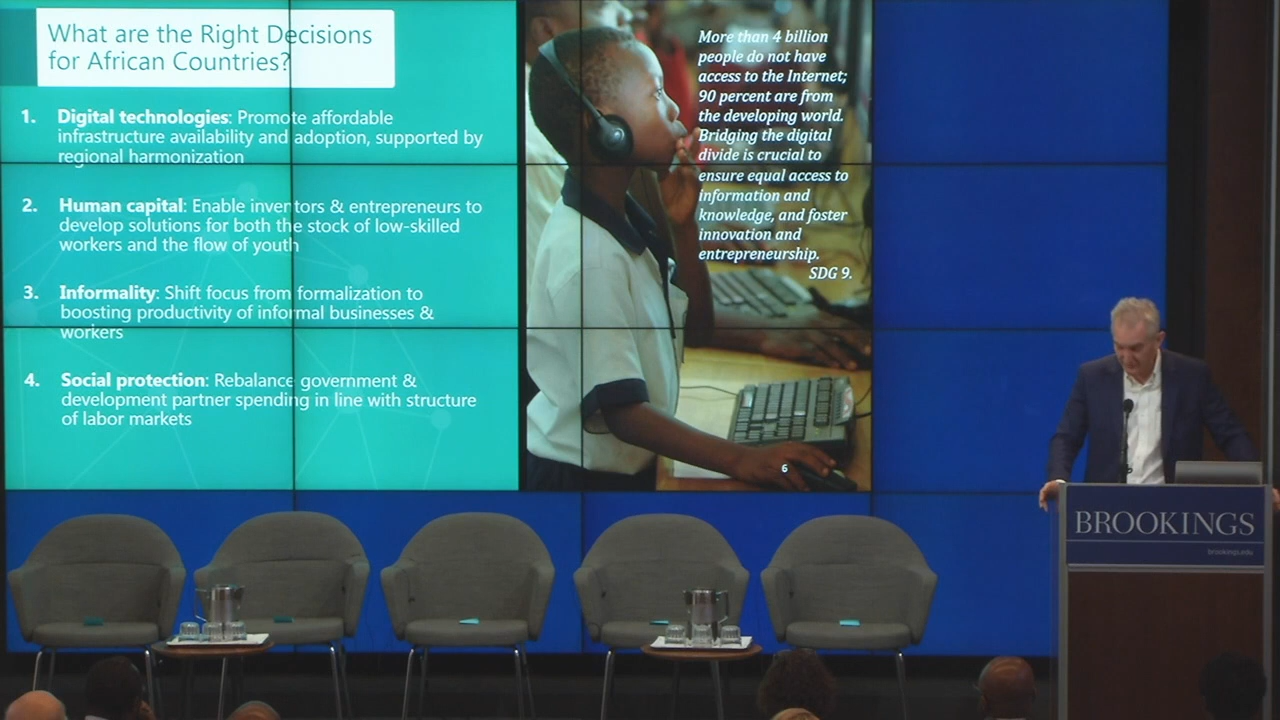 What are the Right Decisions
for African Countries?
1. Digital technologies: Promote affordable
infrastructure availability and adoption, supported by
regional harmonization
2. Human capital: Enable inventors & entrepreneurs to
develop solutions for both the stock of low-skilled
workers and the flow of youth
3. Informality: Shift focus from formalization to
boosting productivity of informal businesses &
workers
4. Social protection: Rebalance government &
development partner spending in line with structure
of labor markets
More than 4 billion
people do not have
access to the Internet;
90 percent are from
the developing world.
Bridging the digital
divide is crucial to
ensure equal access to
information and
knowledge, and foster
innovation and
entrepreneurship.
SDG 9.
6
BROOKINGS
brookings.edu